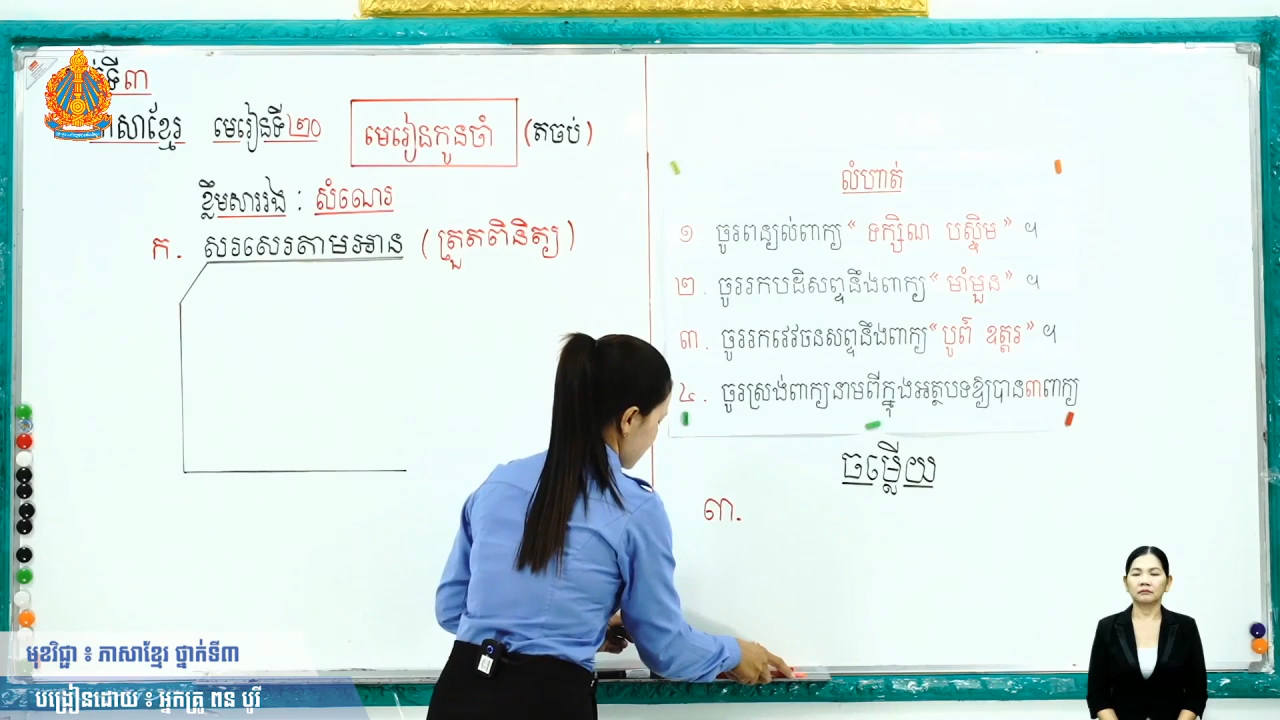 ទី៣
ភាសាខ្មែរ មេរៀនទី២០ មេរៀនកូនចាំ (តចប់)
ខ្លឹមសាររង : សំណេរ
ក. សរសេរតាមអាន (ត្រួតពិនិត្យ)
លំហាត់
១ ចូរពន្យល់ពាក្យ“ ទក្សិណ បស្ចិម” ។
២. ចូររកបដិសព្ទនឹងពាក្យ“ មាំមួន” ។
៣. ចូររកវេវចនសព្ទនឹងពាក្យ“បូព៌ ឧត្តរ” ។
៤. ចូរស្រង់ពាក្យនាមពីក្នុងអត្ថបទឱ្យបាន៣ពាក្យ
ចម្លើយ
៣.
មុខវិជ្ជា ៖ ភាសាខ្មែរ ថ្នាក់ទី៣
បង្រៀនដោយ ៖ អ្នកគ្រូ ពន បូរី